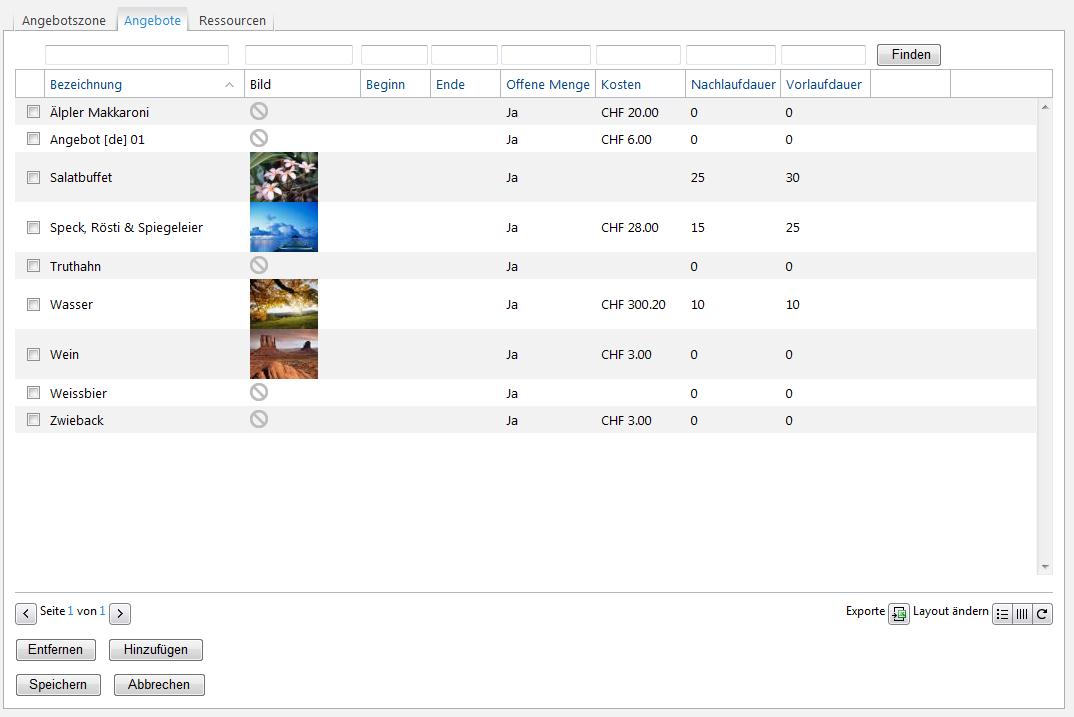 Angebotszone Angebote Ressourcen
Finden
Bezeichnung Bild Beginn Ende Offene Menge Kosten Nachlaufdauer Vorlaufdauer
Älpler Makkaroni Ja CHF 20.00 0 0
Angebot [de] 01 Ja CHF 6.00 0 0
Salatbuffet Ja 25 30
Speck, Rösti & Spiegeleier Ja CHF 28.00 15 25
Truthahn Ja 0 0
Wasser Ja CHF 300.20 10 10
Wein Ja CHF 3.00 0 0
Weissbier Ja 0 0
Zwieback Ja CHF 3.00 0 0
Seite 1 von 1 Exporte Layout ändern
Entfernen Hinzufügen
Speichern Abbrechen